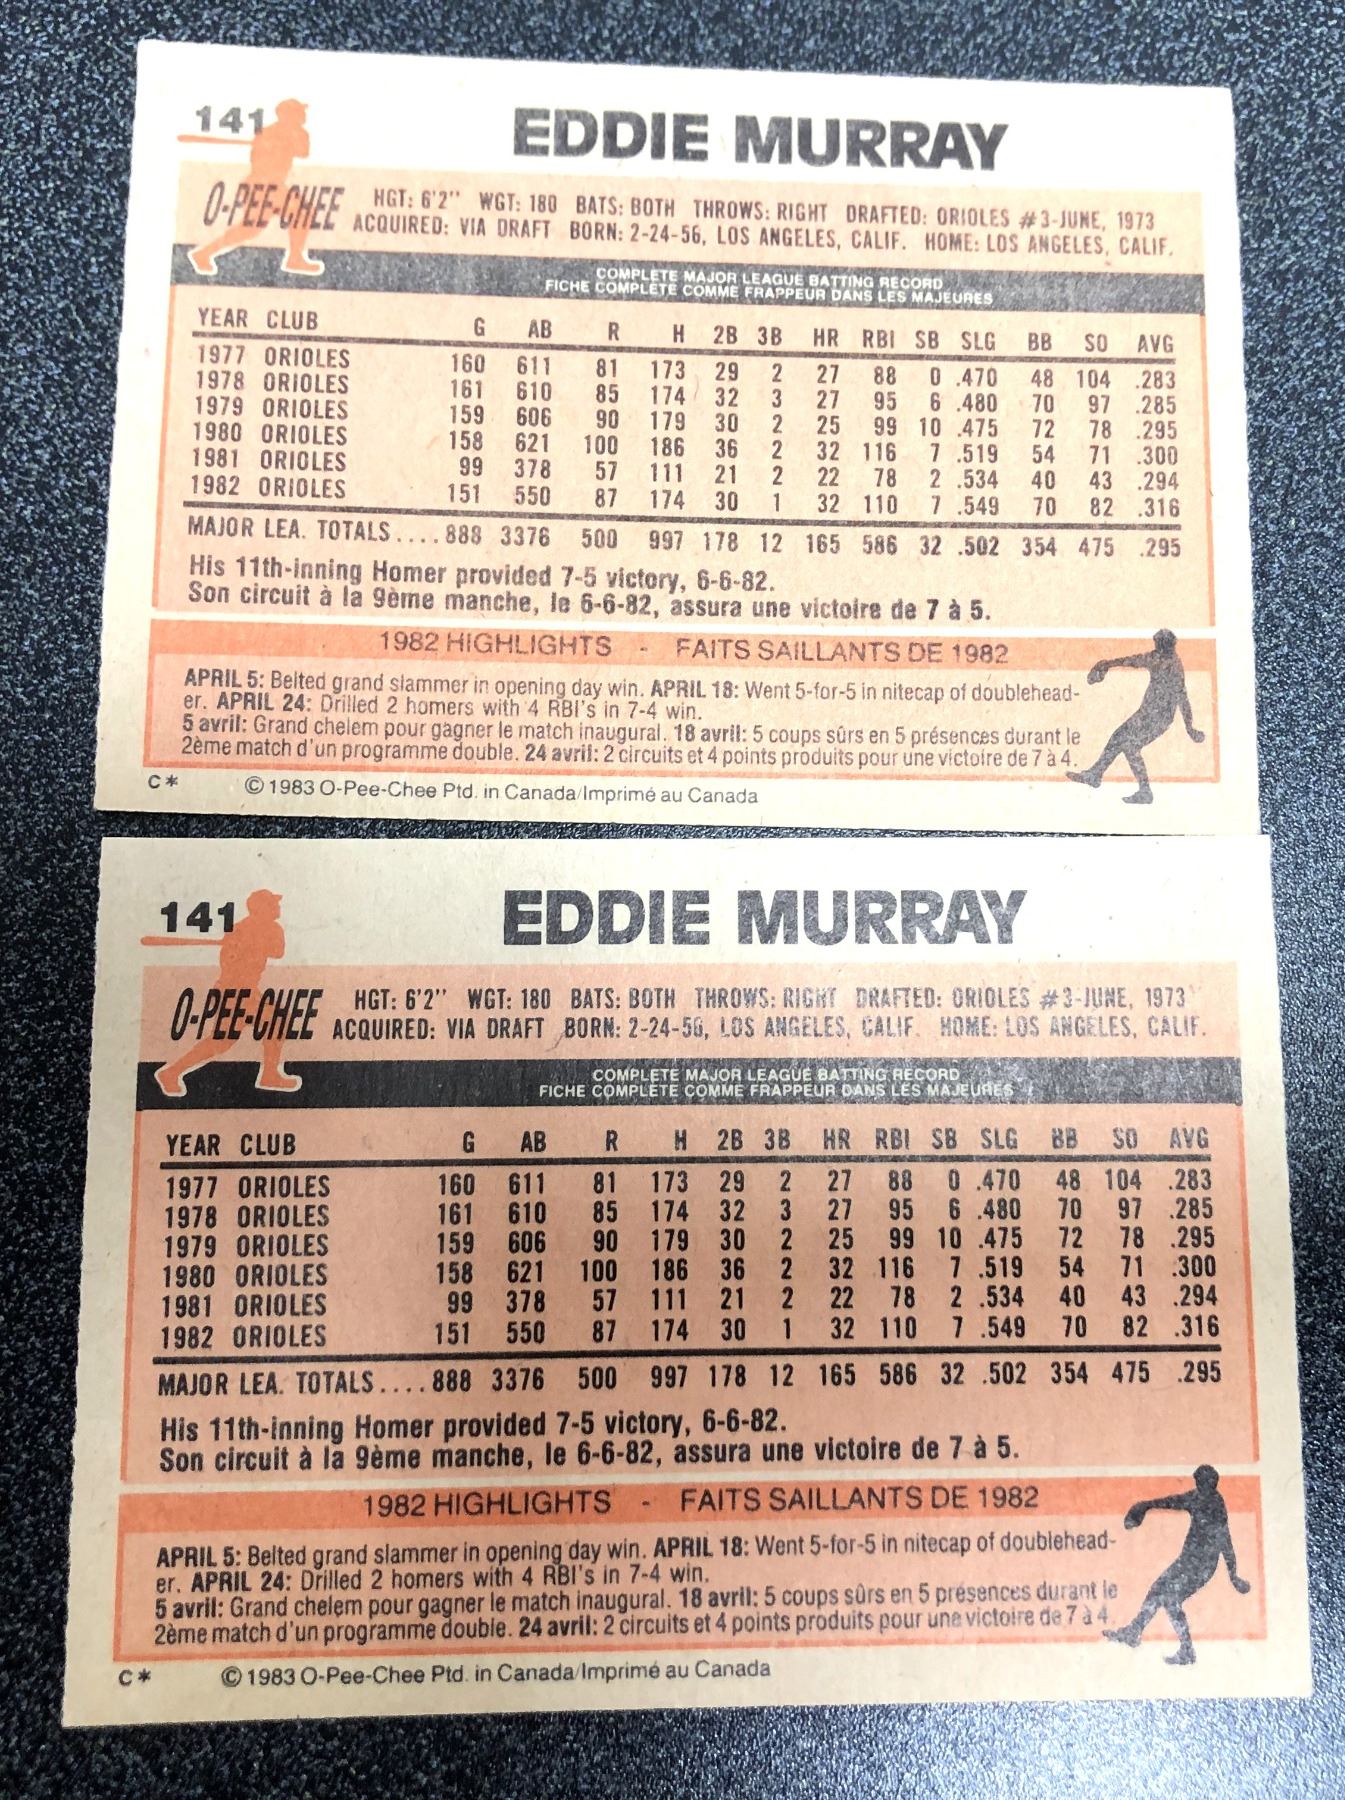 141
EDDIE MURRAY
O-PEE-CHEE
HGT: 6'2" WGT: 180 BATS: BOTH THROWS: RIGHT DRAFTED: ORIOLES #3-JUNE, 1973
ACQUIRED: VIA DRAFT BORN: 2-24-56, LOS ANGELES, CALIF. HOME: LOS ANGELES, CALIF.
COMPLETE MAJOR LEAGUE BATTING RECORD
FICHE COMPLÈTE COMME FRAPPEUR DANS LES MAJEURES
YEAR CLUB G AB R H 2B 3B HR RBI SB SLG BB SO AVG
1977 ORIOLES 160 611 81 173 29 2 27 88 0 .470 48 104 .283
1978 ORIOLES 161 610 85 174 32 3 27 95 6 .480 70 97 .285
1979 ORIOLES 159 606 90 179 30 2 25 99 10 .475 72 78 .295
1980 ORIOLES 158 621 100 186 36 2 32 116 7 .519 54 71 .300
1981 ORIOLES 99 378 57 111 21 2 22 78 2 .534 40 43 .294
1982 ORIOLES 151 550 87 174 30 1 32 110 7 .549 70 82 .316
MAJOR LEA. TOTALS....888 3376 500 997 178 12 165 586 32 .502 354 475 .295
His 11th-inning Homer provided 7-5 victory, 6-6-82.
Son circuit à la 9ème manche, le 6-6-82, assura une victoire de 7 à 5.
1982 HIGHLIGHTS - FAITS SAILLANTS DE 1982
APRIL 5: Belted grand slammer in opening day win. APRIL 18: Went 5-for-5 in nitecap of doublehead-
er. APRIL 24: Drilled 2 homers with 4 RBI's in 7-4 win.
5 avril: Grand chelem pour gagner le match inaugural. 18 avril: 5 coups sûrs en 5 présences durant le
2ème match d'un programme double. 24 avril: 2 circuits et 4 points produits pour une victoire de 7 à 4.
C* © 1983 O-Pee-Chee Ptd. in Canada/Imprimé au Canada
141
EDDIE MURRAY
O-PEE-CHEE
HGT: 6'2" WGT: 180 BATS: BOTH THROWS: RIGHT DRAFTED: ORIOLES #3-JUNE, 1973
ACQUIRED: VIA DRAFT BORN: 2-24-56, LOS ANGELES, CALIF. HOME: LOS ANGELES, CALIF.
COMPLETE MAJOR LEAGUE BATTING RECORD
FICHE COMPLÈTE COMME FRAPPEUR DANS LES MAJEURES
YEAR CLUB G AB R H 2B 3B HR RBI SB SLG BB SO AVG
1977 ORIOLES 160 611 81 173 29 2 27 88 0 .470 48 104 .283
1978 ORIOLES 161 610 85 174 32 3 27 95 6 .480 70 97 .285
1979 ORIOLES 159 606 90 179 30 2 25 99 10 .475 72 78 .295
1980 ORIOLES 158 621 100 186 36 2 32 116 7 .519 54 71 .300
1981 ORIOLES 99 378 57 111 21 2 22 78 2 .534 40 43 .294
1982 ORIOLES 151 550 87 174 30 1 32 110 7 .549 70 82 .316
MAJOR LEA. TOTALS....888 3376 500 997 178 12 165 586 32 .502 354 475 .295
His 11th-inning Homer provided 7-5 victory, 6-6-82.
Son circuit à la 9ème manche, le 6-6-82, assura une victoire de 7 à 5.
1982 HIGHLIGHTS - FAITS SAILLANTS DE 1982
APRIL 5: Belted grand slammer in opening day win. APRIL 18: Went 5-for-5 in nitecap of doublehead-
er. APRIL 24: Drilled 2 homers with 4 RBI's in 7-4 win.
5 avril: Grand chelem pour gagner le match inaugural. 18 avril: 5 coups sûrs en 5 présences durant le
2ème match d'un programme double. 24 avril: 2 circuits et 4 points produits pour une victoire de 7 à 4.
C* © 1983 O-Pee-Chee Ptd. in Canada/Imprimé au Canada